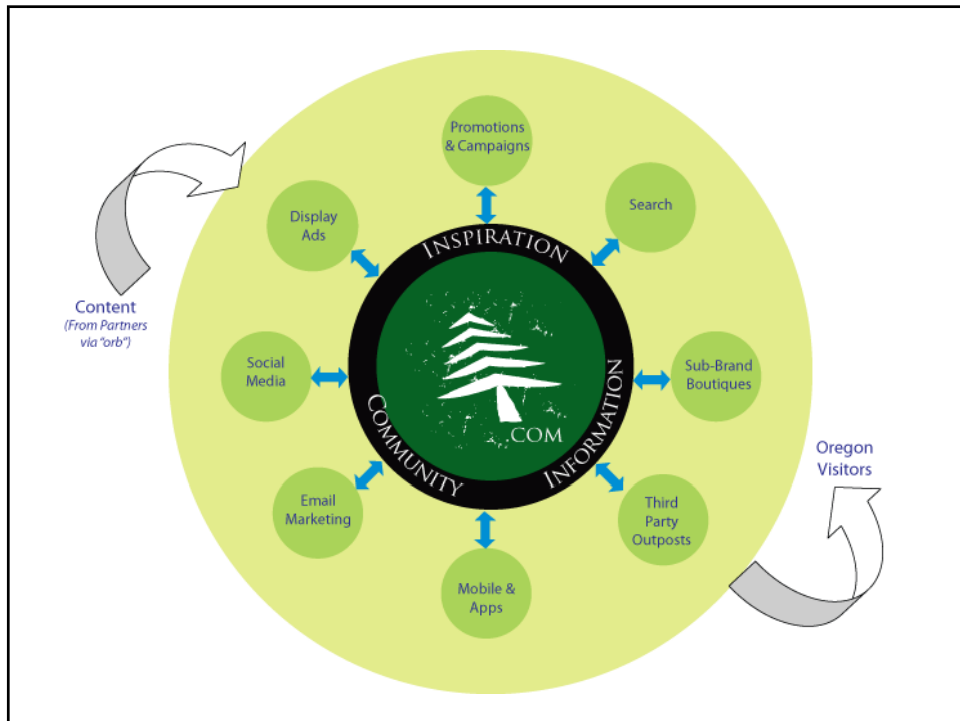 Promotions
& Campaigns
Search
Display
Ads
INSPIRATION
Content
(From Partners
via “orb”)
Social
Media
Sub-Brand
Boutiques
.COM
COMMUNITY
INFORMATION
Oregon
Visitors
Email
Marketing
Third
Party
Outposts
Mobile &
Apps